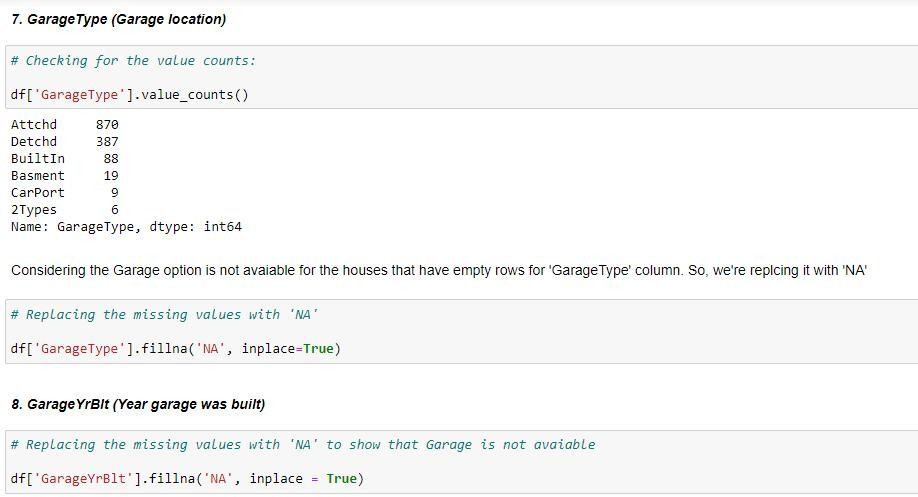 7. GarageType (Garage location)
# Checking for the value counts:
df['GarageType'].value_counts()
Attchd 870
Detchd 387
BuiltIn 88
Basment 19
CarPort 9
2Types 6
Name: GarageType, dtype: int64
Considering the Garage option is not avaiable for the houses that have empty rows for 'GarageType' column. So, we're replcing it with 'NA'
# Replacing the missing values with 'NA'
df['GarageType'].fillna('NA', inplace=True)
8. GarageYrBlt (Year garage was built)
# Replacing the missing values with 'NA' to show that Garage is not avaiable
df['GarageYrBlt'].fillna('NA', inplace = True)